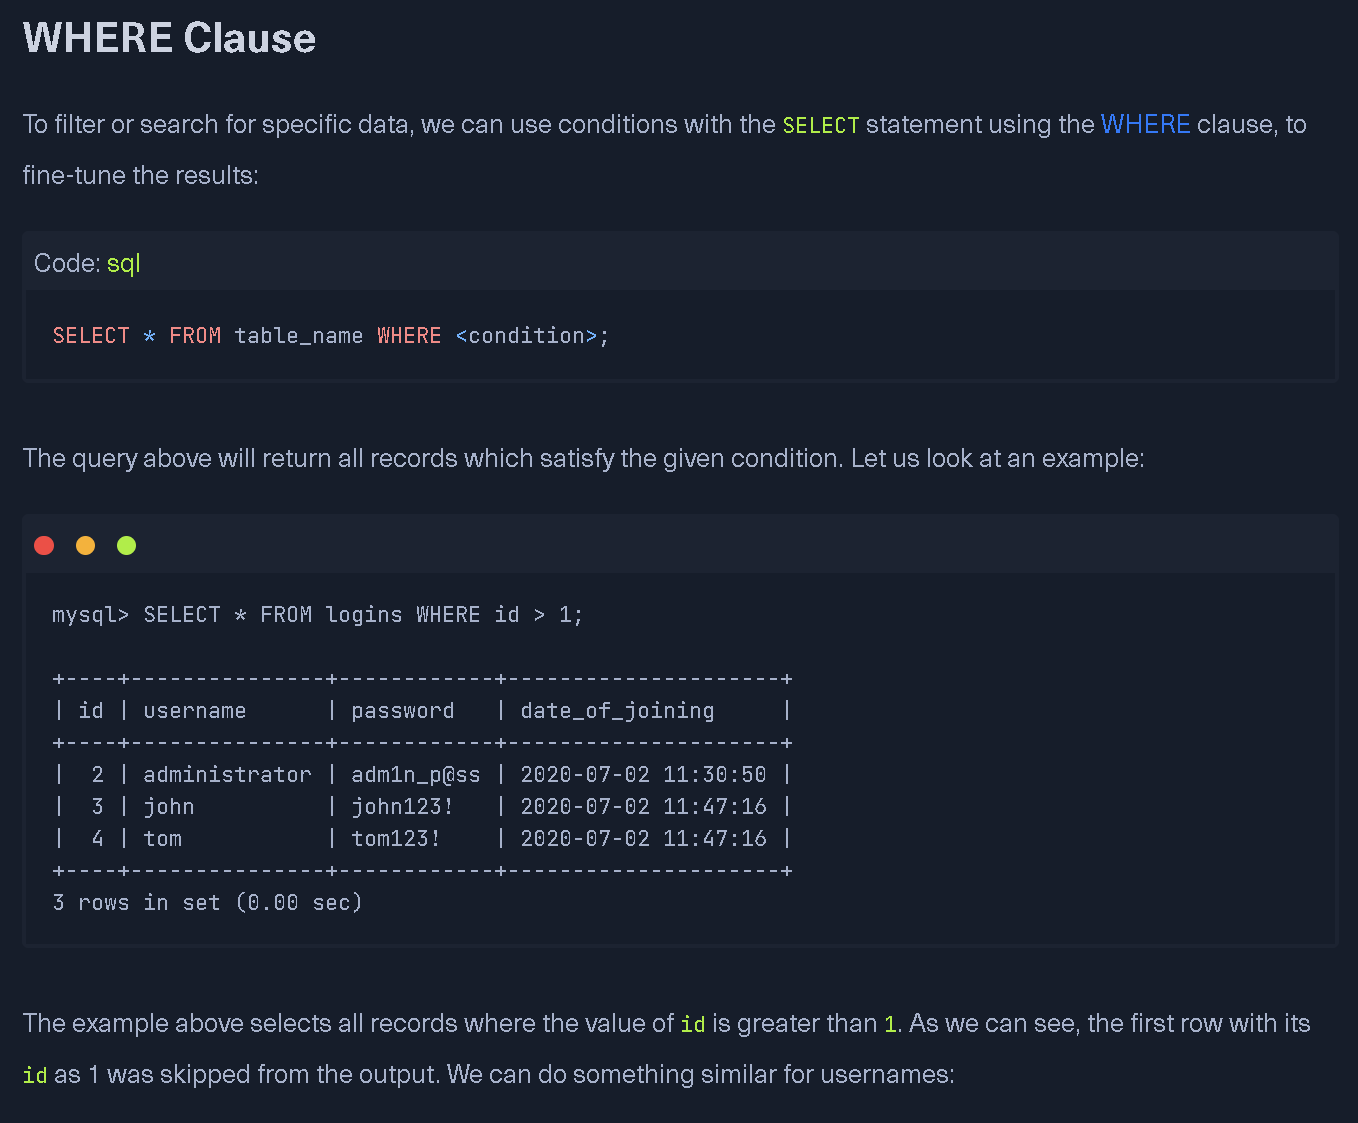 WHERE Clause
To filter or search for specific data, we can use conditions with the SELECT statement using the WHERE clause, to
fine-tune the results:
Code: sql
SELECT * FROM table_name WHERE <condition>;
The query above will return all records which satisfy the given condition. Let us look at an example:
mysql> SELECT * FROM logins WHERE id > 1;
+----+---------------+------------+---------------------+
| id | username      | password   | date_of_joining     |
+----+---------------+------------+---------------------+
|  2 | administrator | adm1n_p@ss | 2020-07-02 11:30:50 |
|  3 | john          | john123!   | 2020-07-02 11:47:16 |
|  4 | tom           | tom123!    | 2020-07-02 11:47:16 |
+----+---------------+------------+---------------------+
3 rows in set (0.00 sec)
The example above selects all records where the value of id is greater than 1. As we can see, the first row with its
id as 1 was skipped from the output. We can do something similar for usernames: